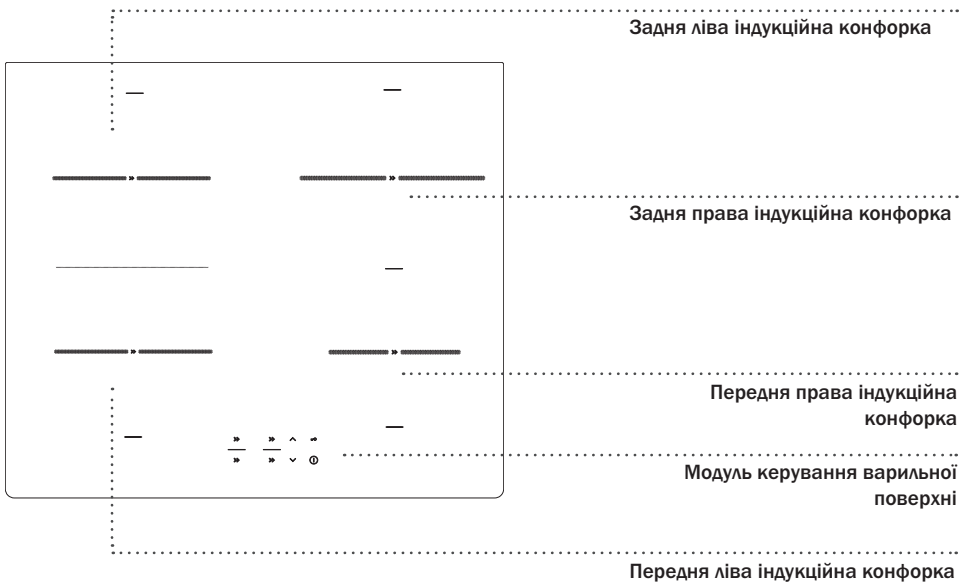 Задня ліва індукційна конфорка
Задня права індукційна конфорка
Передня права індукційна
конфорка
Модуль керування варильної
поверхні
Передня ліва індукційна конфорка